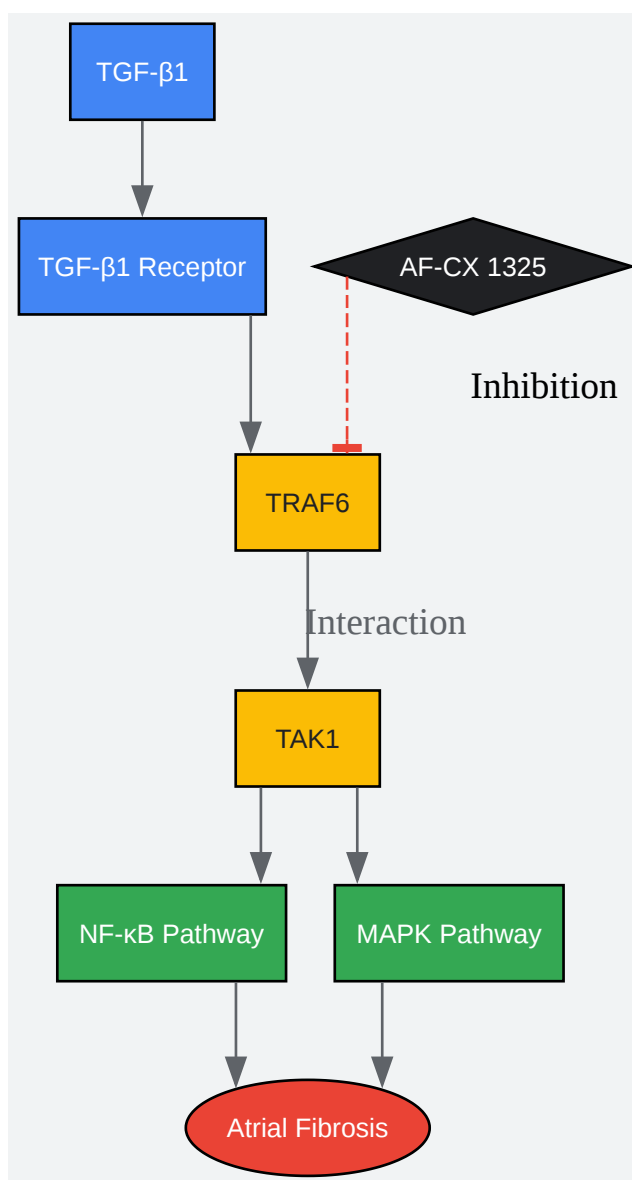 TGF-β1
TGF-β1 Receptor
AF-CX 1325
Inhibition
TRAF6
Interaction
TAK1
NF-κB Pathway
MAPK Pathway
Atrial Fibrosis